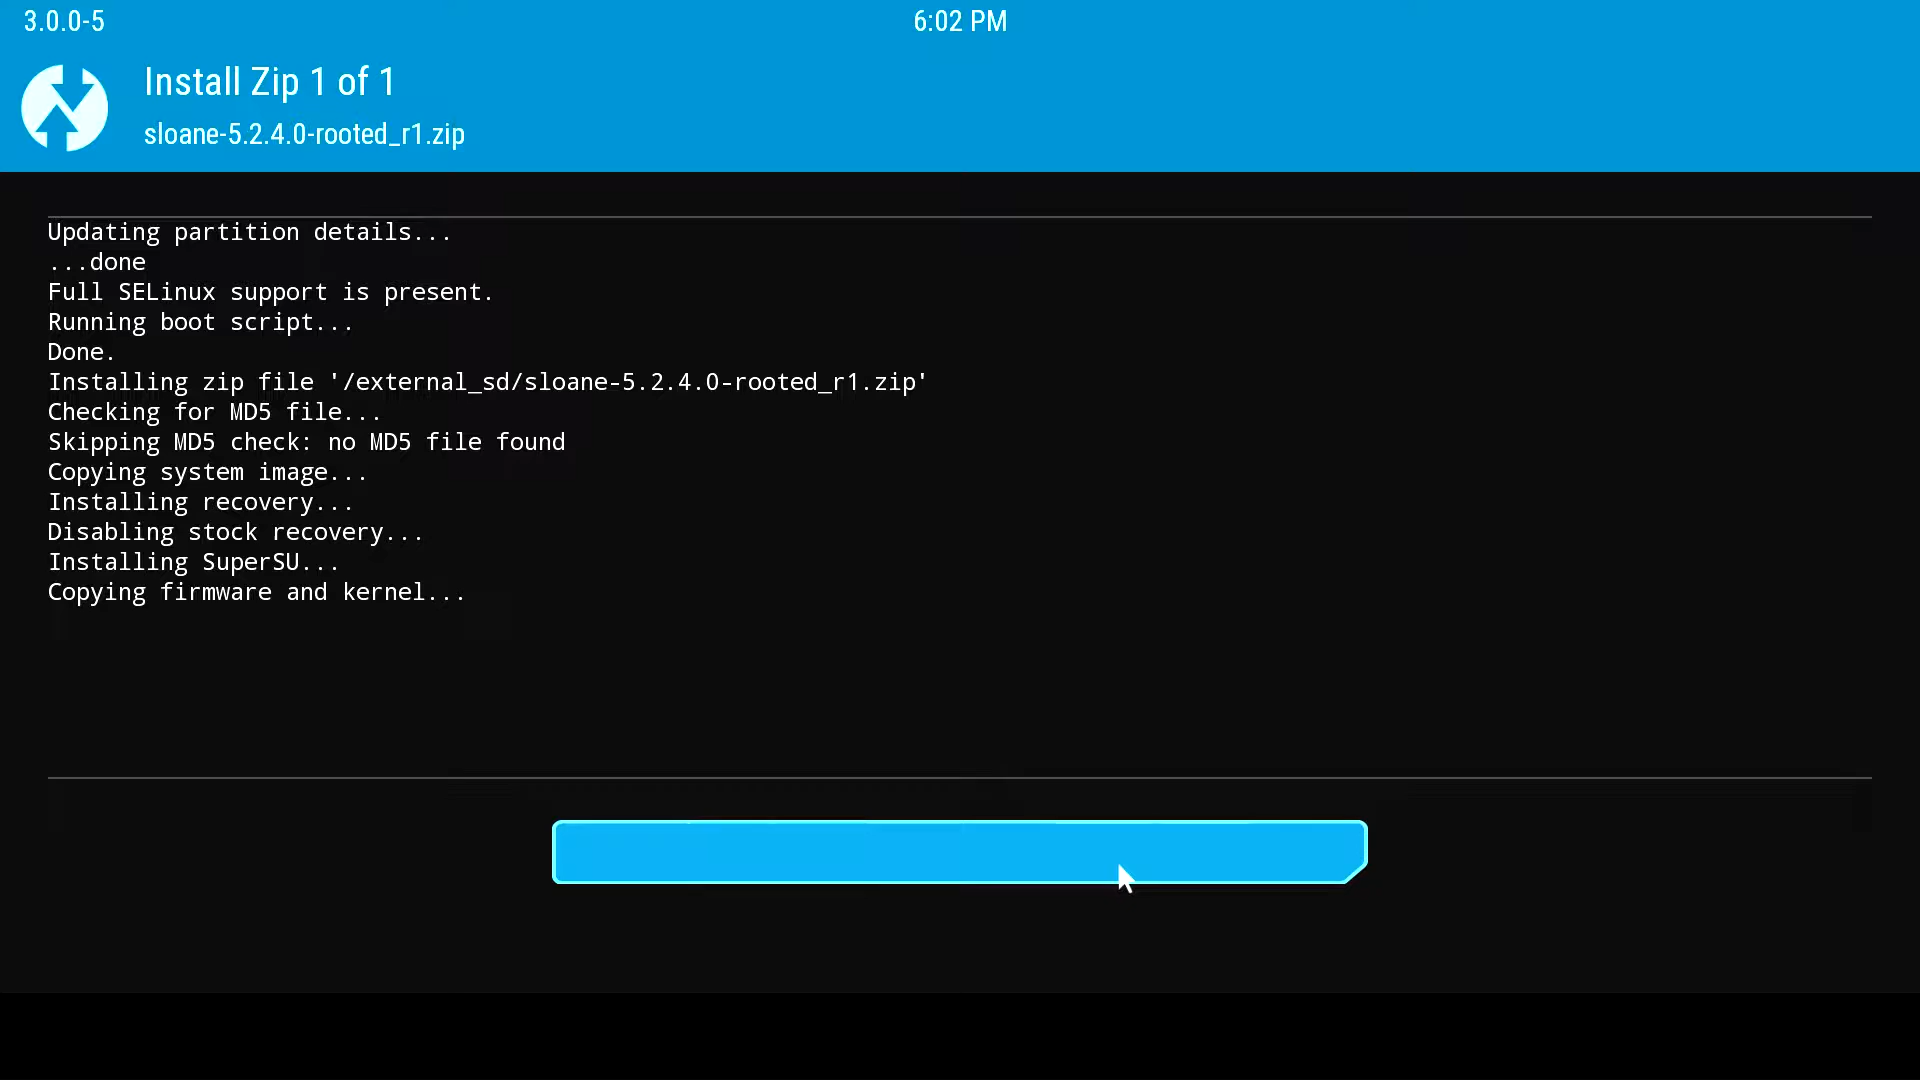 3.0.0-5
6:02 PM
Install Zip 1 of 1
sloane-5.2.4.0-rooted_r1.zip
Updating partition details...
...done
Full SELinux support is present.
Running boot script...
Done.
Installing zip file '/external_sd/sloane-5.2.4.0-rooted_r1.zip'
Checking for MD5 file...
Skipping MD5 check: no MD5 file found
Copying system image...
Installing recovery...
Disabling stock recovery...
Installing SuperSU...
Copying firmware and kernel...